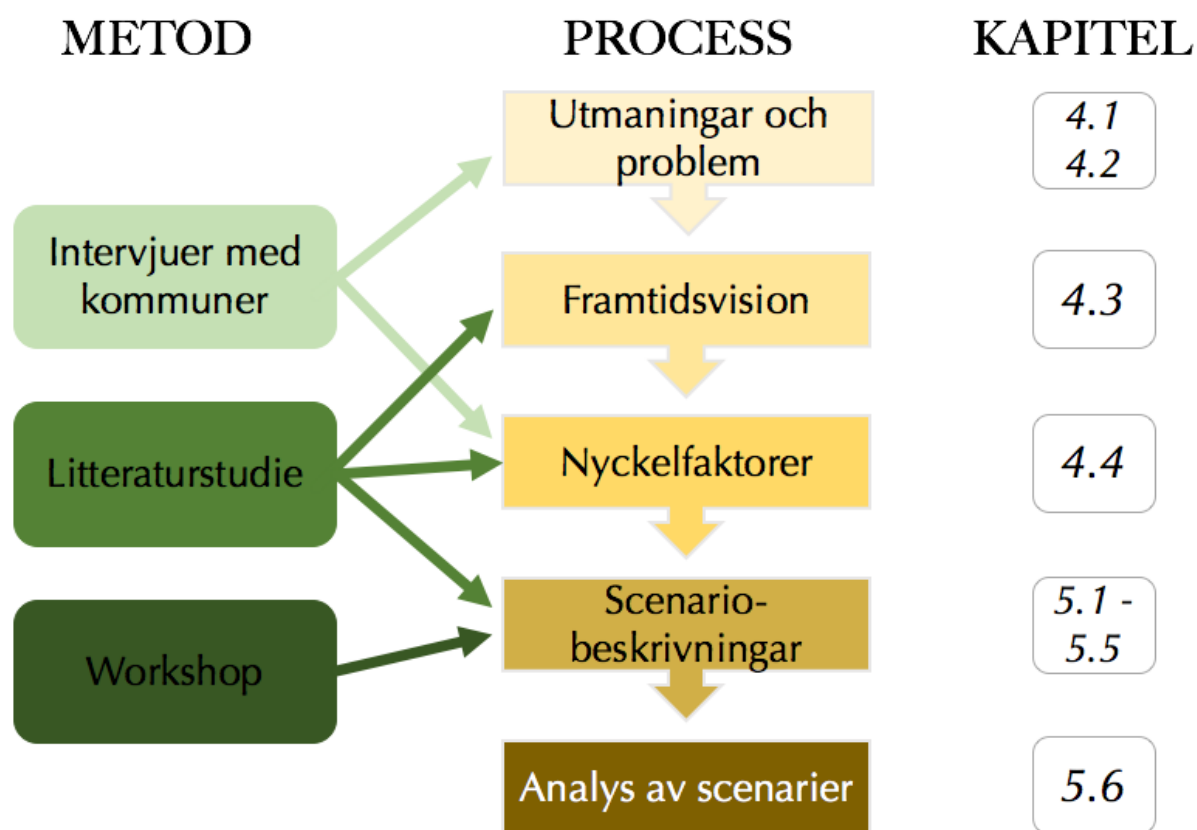 METOD PROCESS KAPITEL
Utmaningar och
problem
4.1
4.2
Intervjuer med
kommuner
Framtidsvision
4.3
Litteraturstudie
Nyckelfaktorer
4.4
Workshop
Scenario-
beskrivningar
5.1 -
5.5
Analys av scenarier
5.6